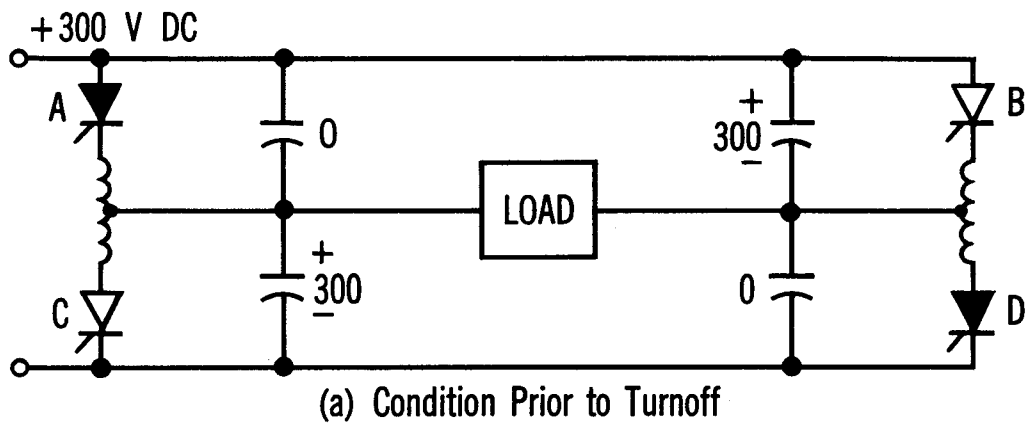 +300 V DC
A
B
0
+
300
−
LOAD
+
300
−
0
C
D
(a) Condition Prior to Turnoff